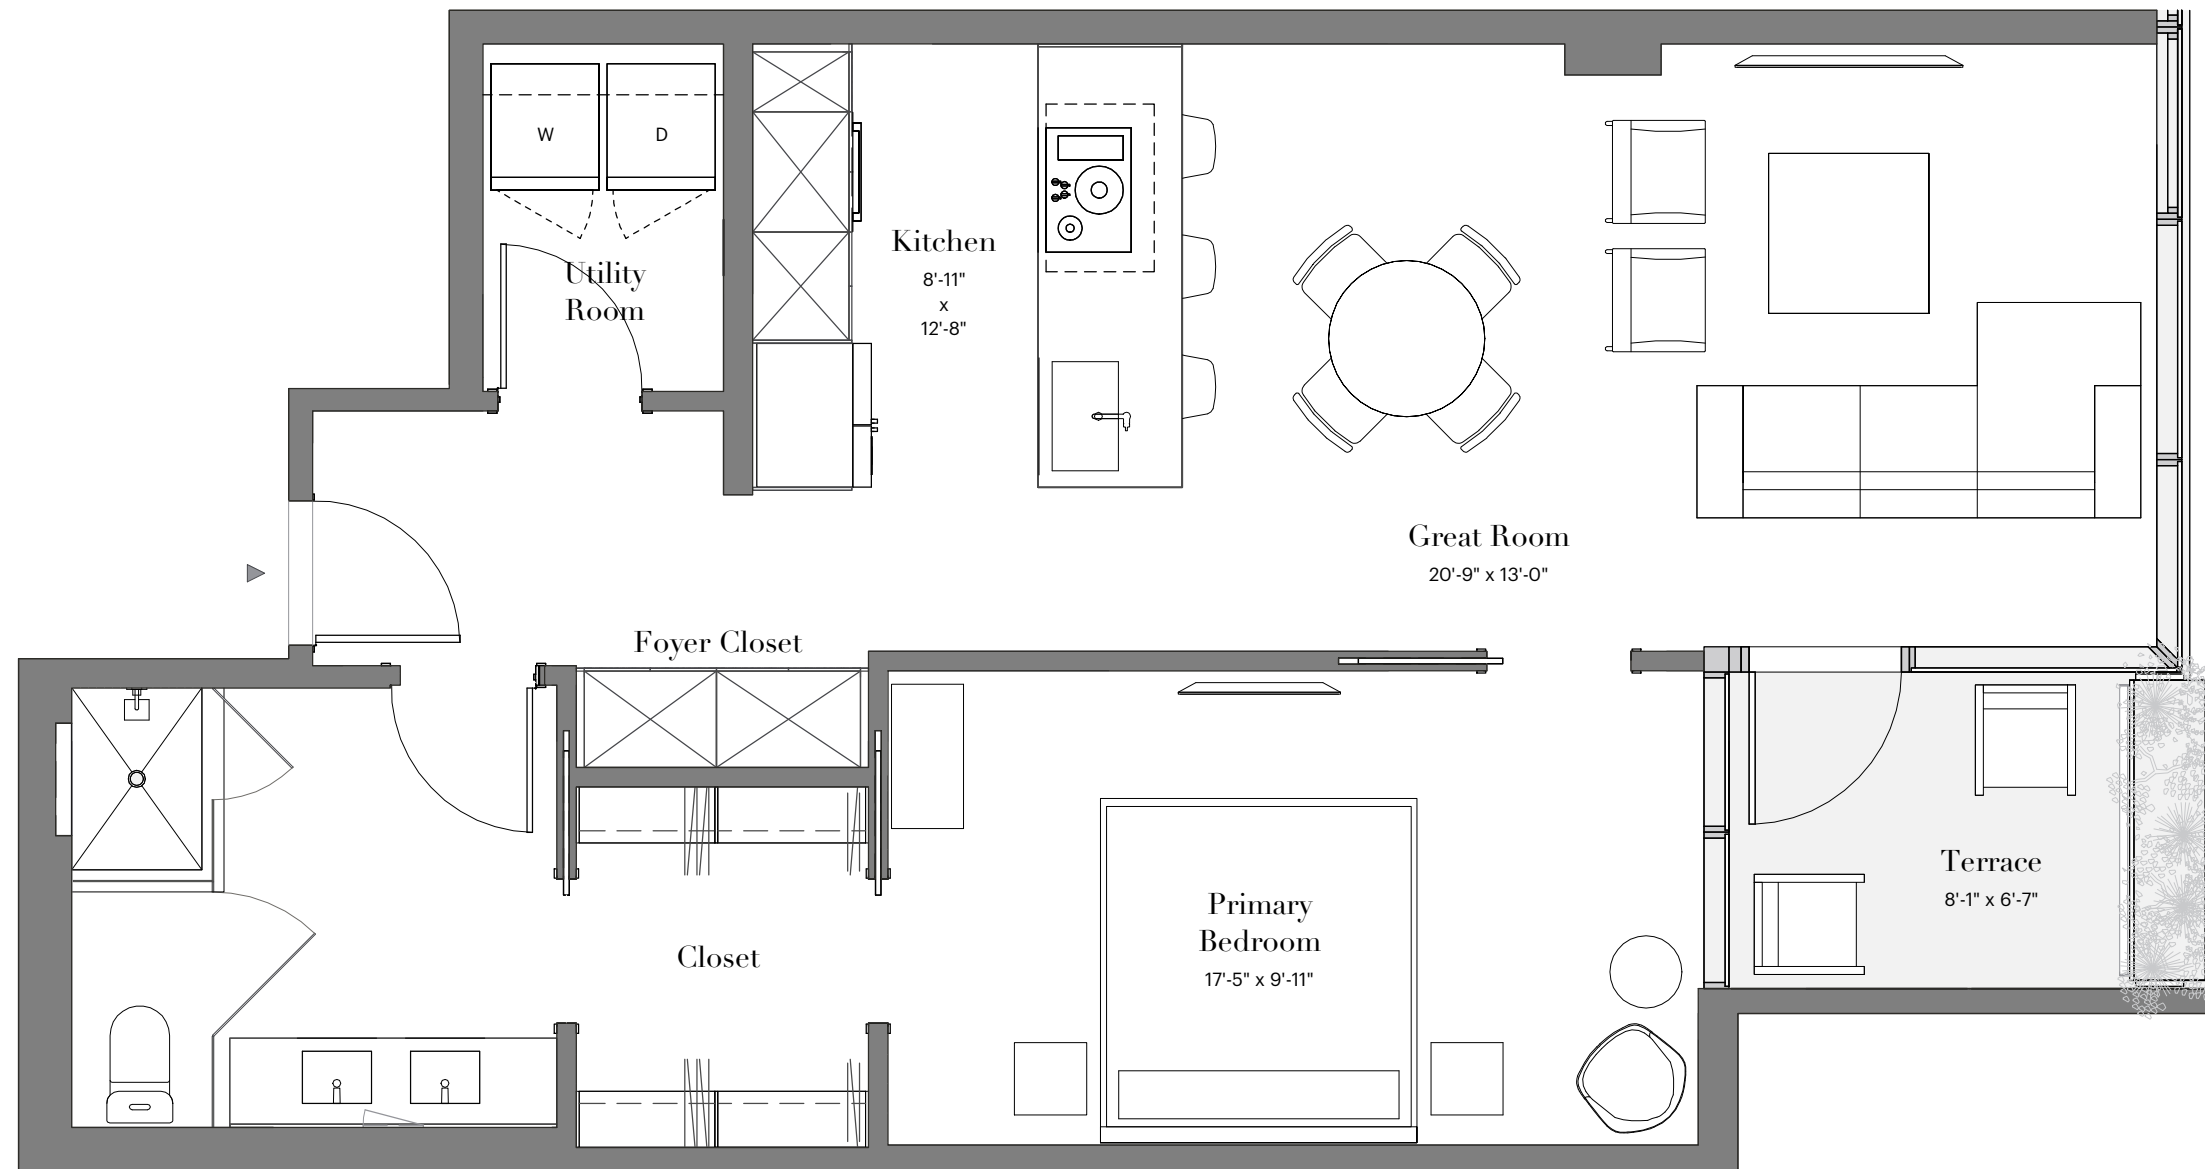 W
D
Utility
Room
Kitchen
8'-11"
x
12'-8"
Great Room
20'-9" x 13'-0"
Foyer Closet
Closet
Primary
Bedroom
17'-5" x 9'-11"
Terrace
8'-1" x 6'-7"